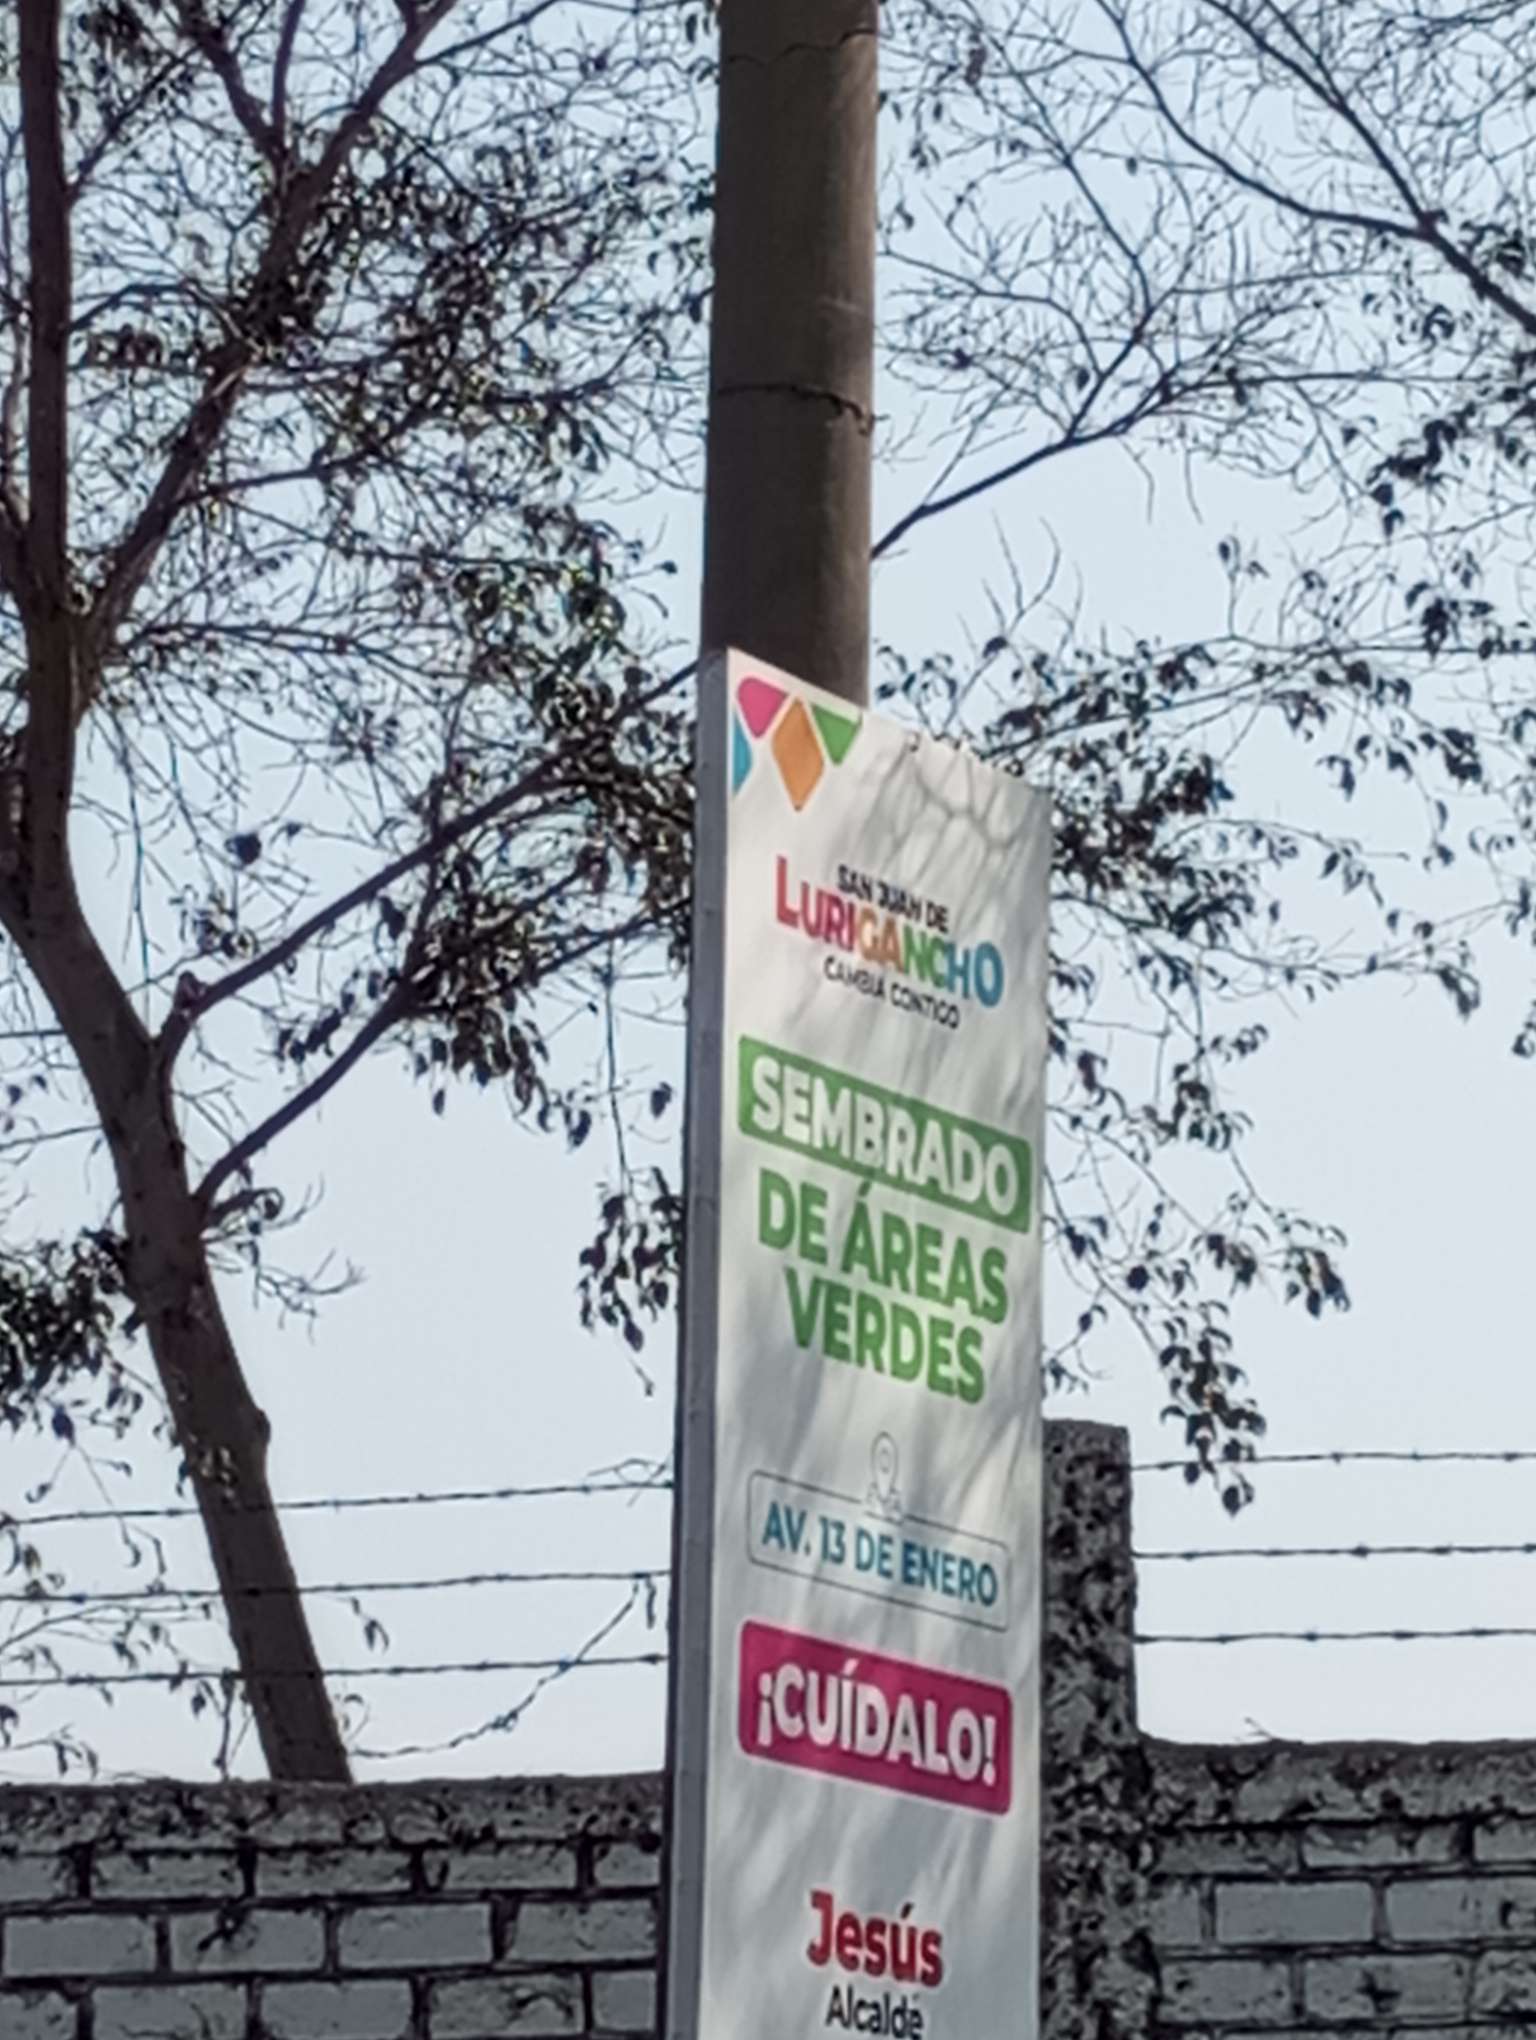 SAN JUAN DE
LURIGANCHO
CAMBIA CONTIGO
SEMBRADO
DE ÁREAS
VERDES
AV. 13 DE ENERO
¡CUÍDALO!
Jesús
Alcalde